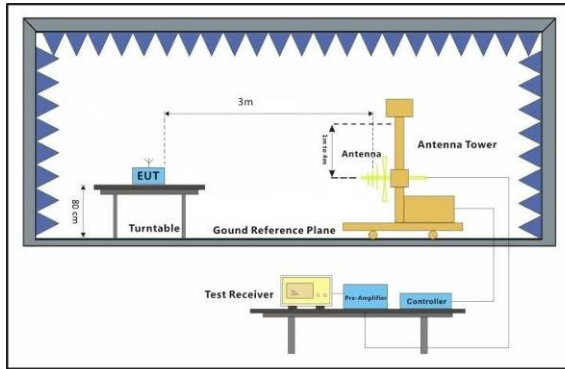 3m
1m to 4m
Antenna
Antenna Tower
EUT
80 cm
Turntable
Gound Reference Plane
Test Receiver
Pre-Amplifier
Controller